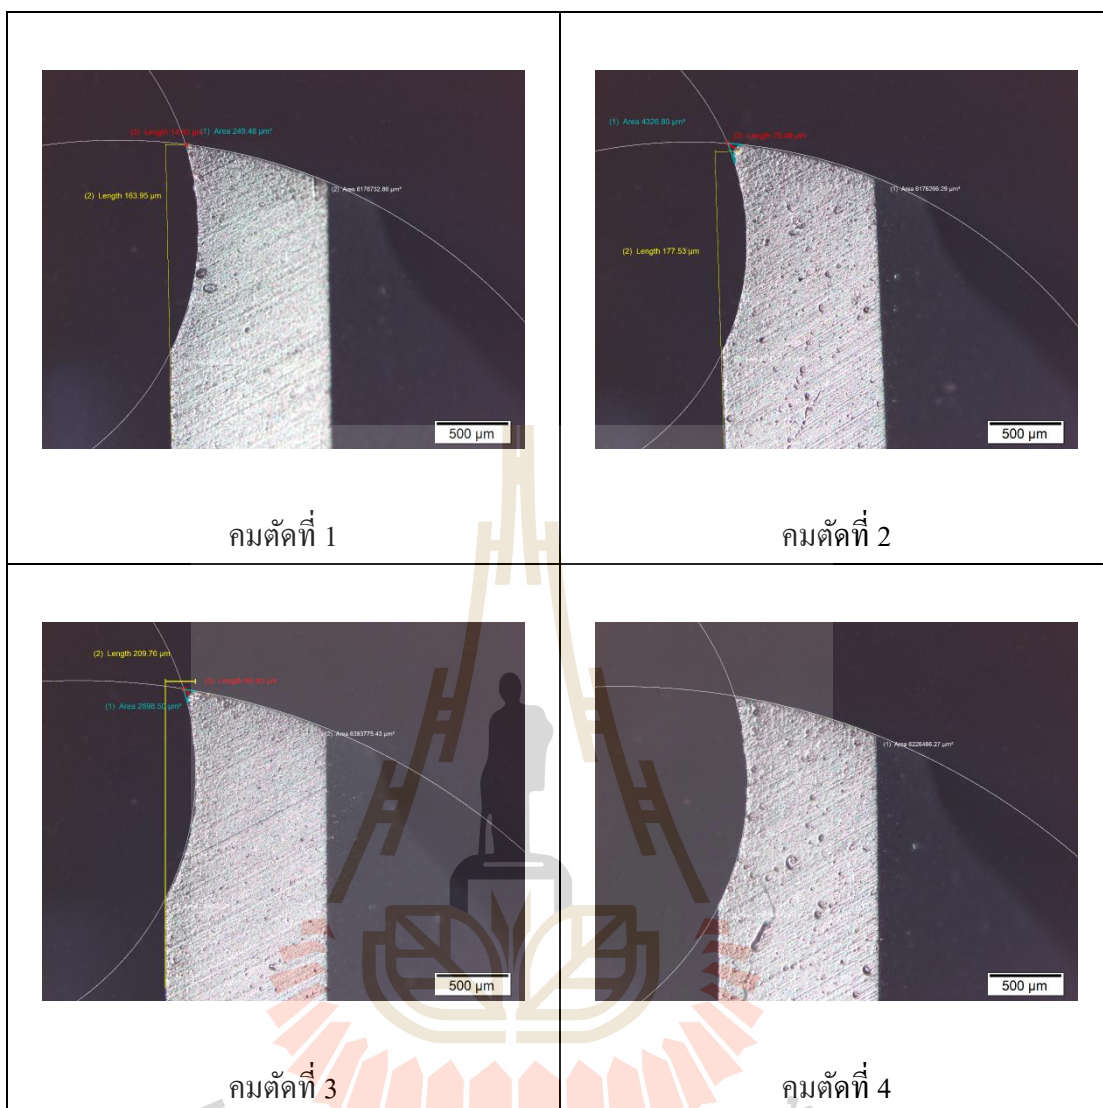 (1) Area 249.48 µm²
(2) Length 163.95 µm
(2) Area 6176732.86 µm²
500 µm
คมตัดที่ 1
(1) Area 4326.80 µm²
(2) Length 177.53 µm
(1) Area 6176266.29 µm²
500 µm
คมตัดที่ 2
(2) Length 209.76 µm
(1) Area 2898.50 µm²
(2) Area 6393775.43 µm²
500 µm
คมตัดที่ 3
(1) Area 6226466.27 µm²
500 µm
คมตัดที่ 4